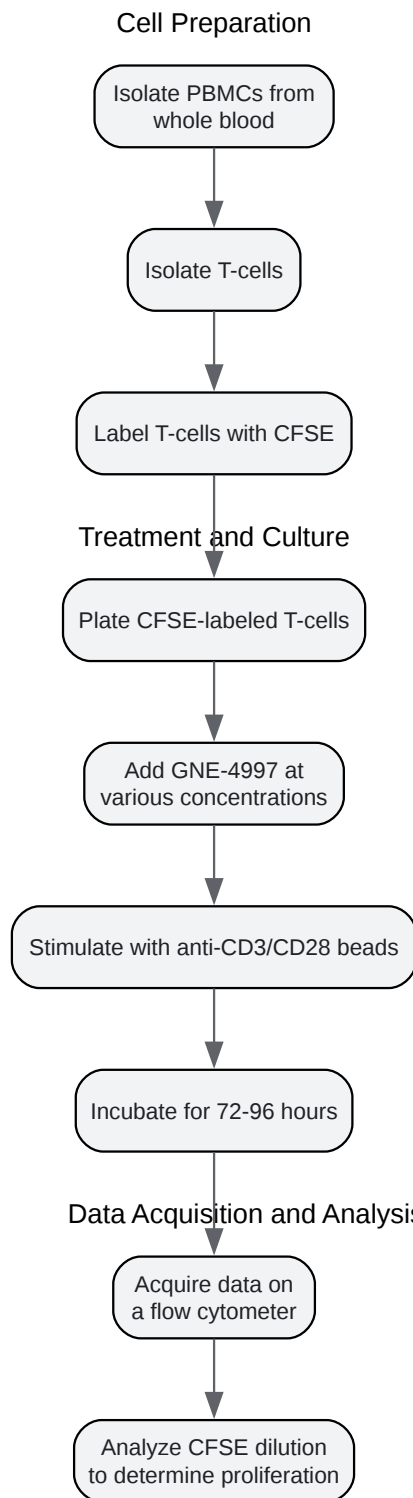 Cell Preparation
Isolate PBMCs from
whole blood
Isolate T-cells
Label T-cells with CFSE
Treatment and Culture
Plate CFSE-labeled T-cells
Add GNE-4997 at
various concentrations
Stimulate with anti-CD3/CD28 beads
Incubate for 72-96 hours
Data Acquisition and Analysis
Acquire data on
a flow cytometer
Analyze CFSE dilution
to determine proliferation